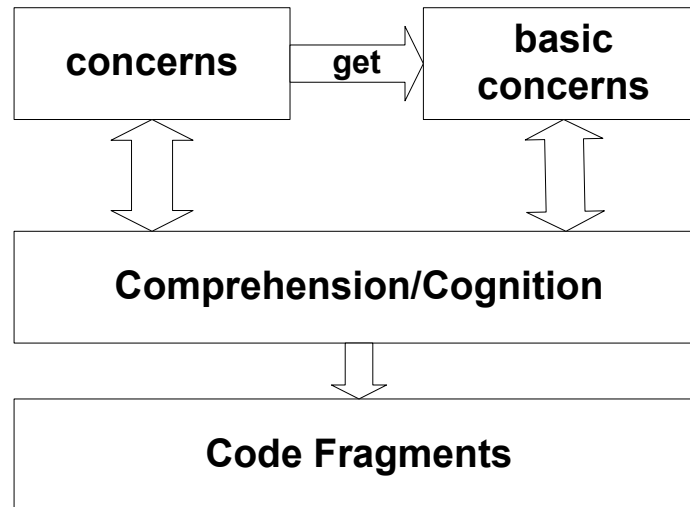 concerns
get
basic
concerns
Comprehension/Cognition
Code Fragments